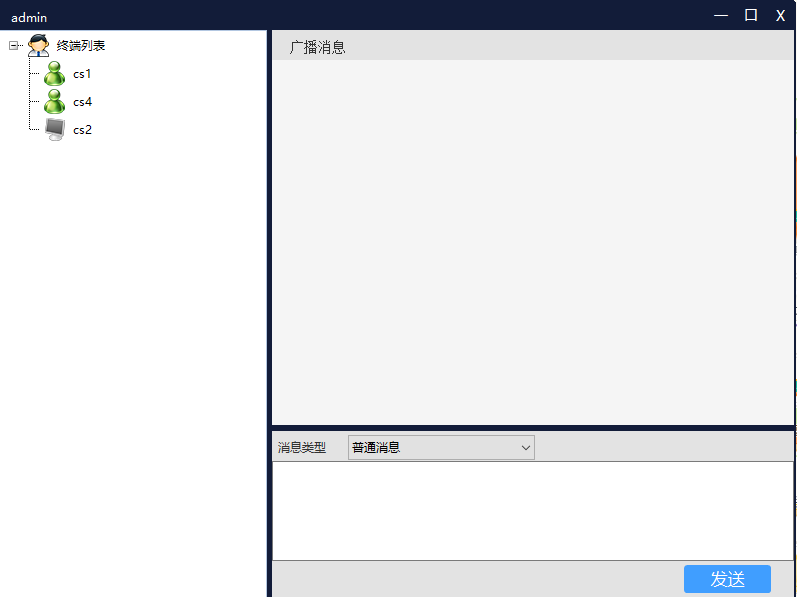 admin
终端列表
cs1
cs4
cs2
广播消息
消息类型 普通消息
发送